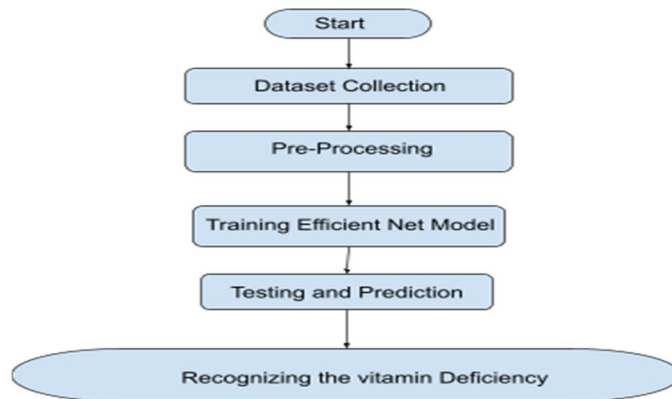 Start
Dataset Collection
Pre-Processing
Training Efficient Net Model
Testing and Prediction
Recognizing the vitamin Deficiency